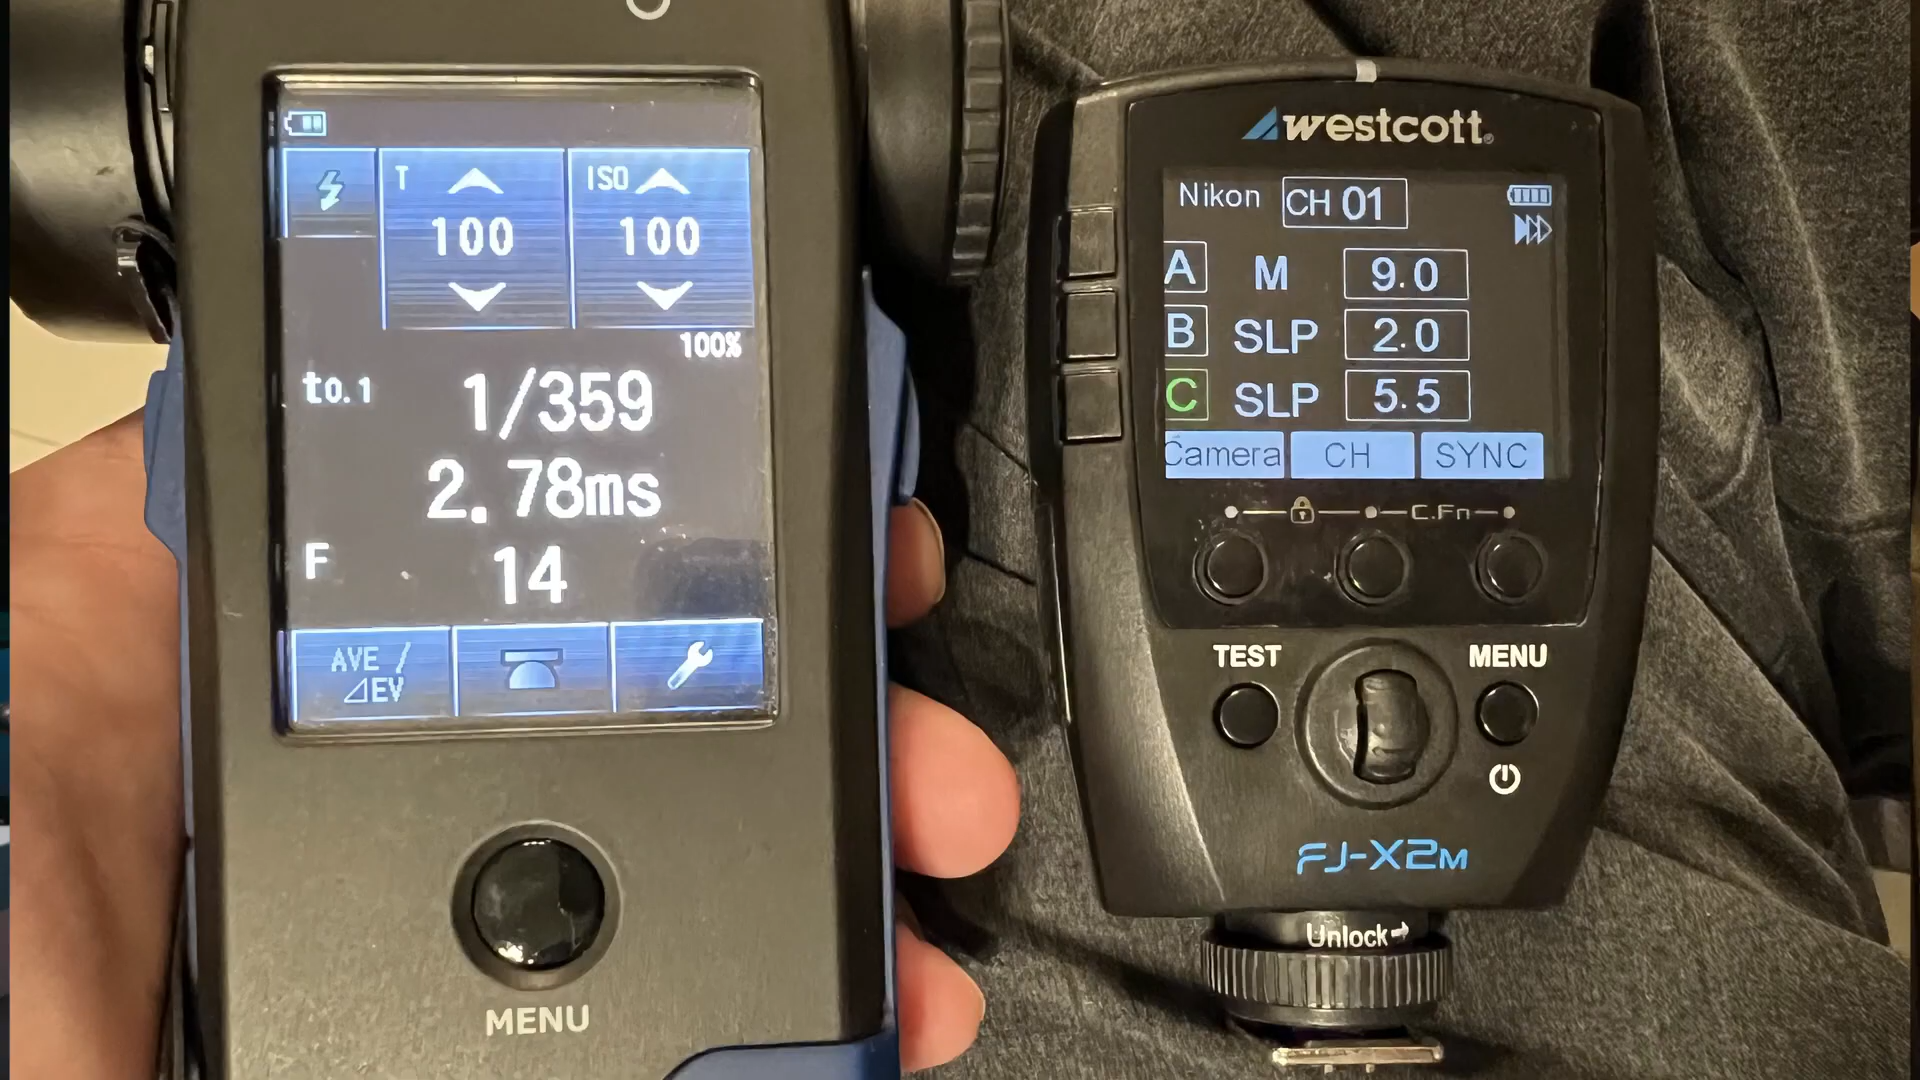 T 100
ISO 100
100%
t0.1 1/359
2.78ms
F 14
AVE / ⊿EV
MENU
westcott
Nikon CH 01
A M 9.0
B SLP 2.0
C SLP 5.5
Camera CH SYNC
C.Fn
TEST MENU
FJ-X2M
Unlock→